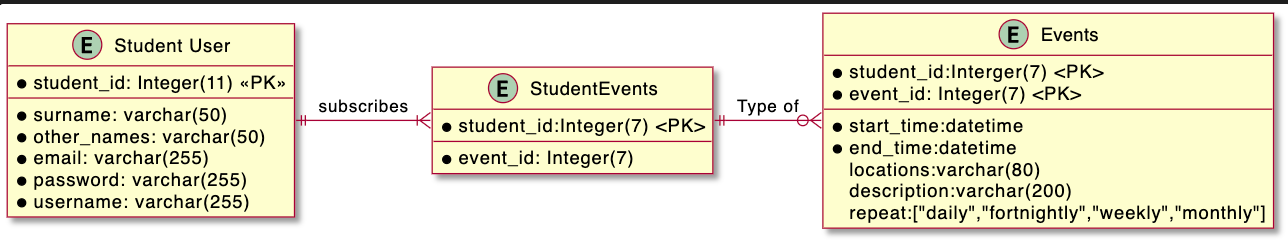 E Student User
student_id: Integer(11) «PK»
surname: varchar(50)
other_names: varchar(50)
email: varchar(255)
password: varchar(255)
username: varchar(255)
subscribes
E StudentEvents
student_id:Integer(7) <PK>
event_id: Integer(7)
Type of
E Events
student_id:Interger(7) <PK>
event_id: Integer(7) <PK>
start_time:datetime
end_time:datetime
locations:varchar(80)
description:varchar(200)
repeat:["daily","fortnightly","weekly","monthly"]